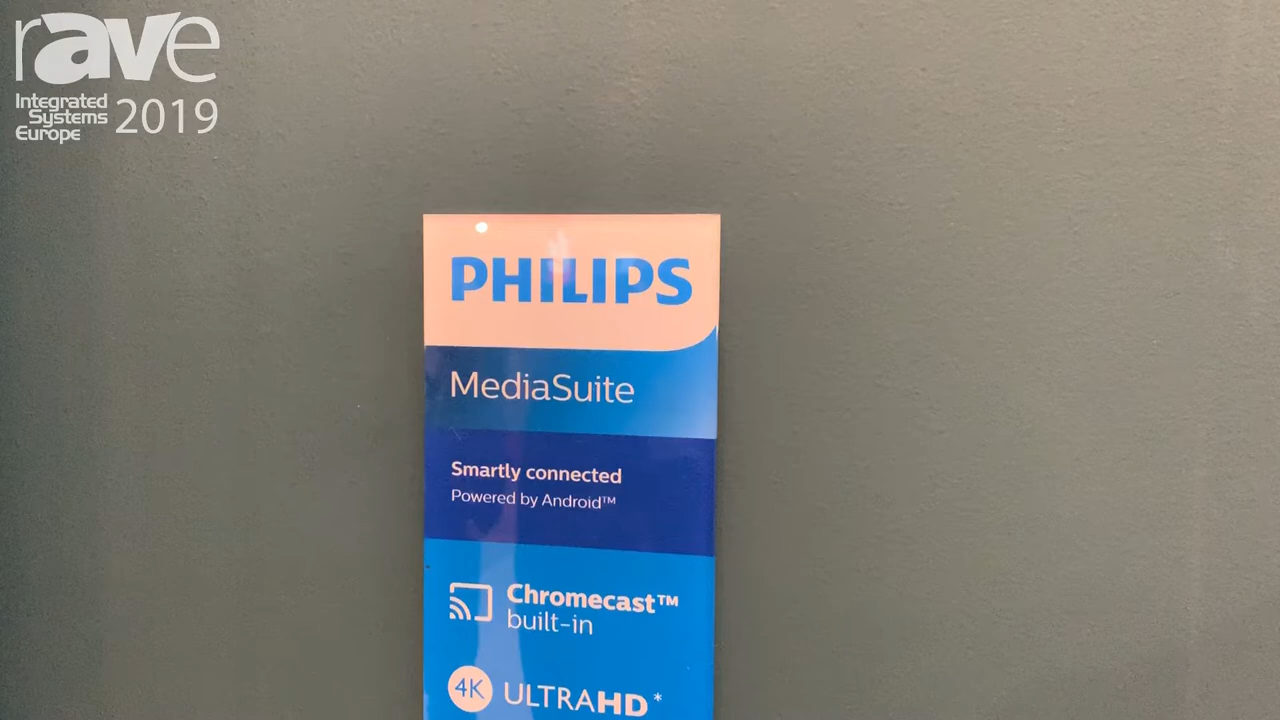 rAVe
Integrated
Systems
Europe 2019
PHILIPS
MediaSuite
Smartly connected
Powered by Android™
Chromecast™
built-in
4K ULTRAHD*